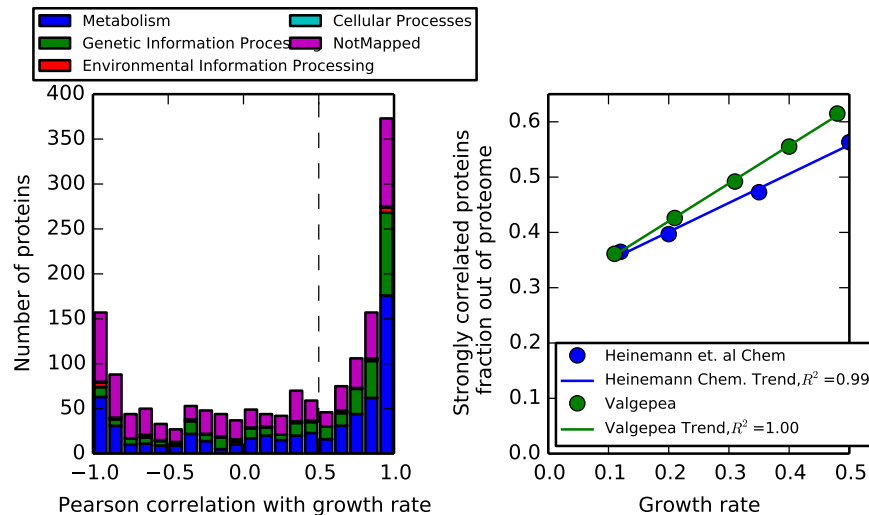 Metabolism
Genetic Information Processing
Environmental Information Processing
Cellular Processes
NotMapped
400
350
300
250
200
150
100
50
0
Number of proteins
−1.0 −0.5 0.0 0.5 1.0
Pearson correlation with growth rate
0.6
0.5
0.4
0.3
0.2
0.1
0.0
Strongly correlated proteins
fraction out of proteome
Heinemann et. al Chem
Heinemann Chem. Trend,R² =0.99
Valgepea
Valgepea Trend,R² =1.00
0.0 0.1 0.2 0.3 0.4 0.5
Growth rate